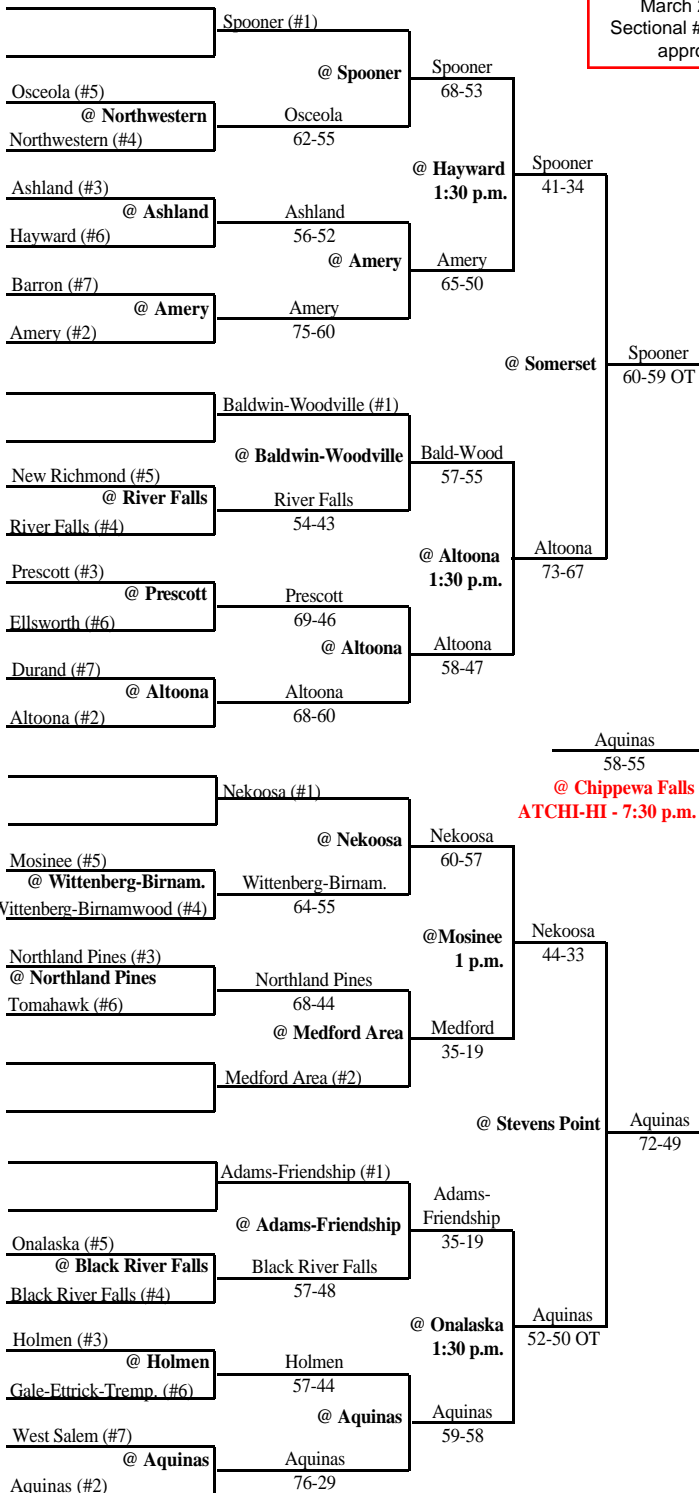 March
Sectional #
appro
Spooner (#1)
@ Spooner
Spooner
68-53
Osceola (#5)
@ Northwestern
Northwestern (#4)
Osceola
62-55
@ Hayward
1:30 p.m.
Spooner
41-34
Ashland (#3)
@ Ashland
Hayward (#6)
Ashland
56-52
@ Amery
Amery
65-50
Barron (#7)
@ Amery
Amery (#2)
Amery
75-60
@ Somerset
Spooner
60-59 OT
Baldwin-Woodville (#1)
@ Baldwin-Woodville
Bald-Wood
57-55
New Richmond (#5)
@ River Falls
River Falls (#4)
River Falls
54-43
@ Altoona
1:30 p.m.
Altoona
73-67
Prescott (#3)
@ Prescott
Ellsworth (#6)
Prescott
69-46
@ Altoona
Altoona
58-47
Durand (#7)
@ Altoona
Altoona (#2)
Altoona
68-60
Aquinas
58-55
@ Chippewa Falls
ATCHI-HI - 7:30 p.m.
Nekoosa (#1)
@ Nekoosa
Nekoosa
60-57
Mosinee (#5)
@ Wittenberg-Birnam.
Wittenberg-Birnamwood (#4)
Wittenberg-Birnam.
64-55
@Mosinee
1 p.m.
Nekoosa
44-33
Northland Pines (#3)
@ Northland Pines
Tomahawk (#6)
Northland Pines
68-44
@ Medford Area
Medford
35-19
Medford Area (#2)
@ Stevens Point
Aquinas
72-49
Adams-Friendship (#1)
@ Adams-Friendship
Adams-
Friendship
35-19
Onalaska (#5)
@ Black River Falls
Black River Falls (#4)
Black River Falls
57-48
@ Onalaska
1:30 p.m.
Aquinas
52-50 OT
Holmen (#3)
@ Holmen
Gale-Ettrick-Tremp. (#6)
Holmen
57-44
@ Aquinas
Aquinas
59-58
West Salem (#7)
@ Aquinas
Aquinas (#2)
Aquinas
76-29